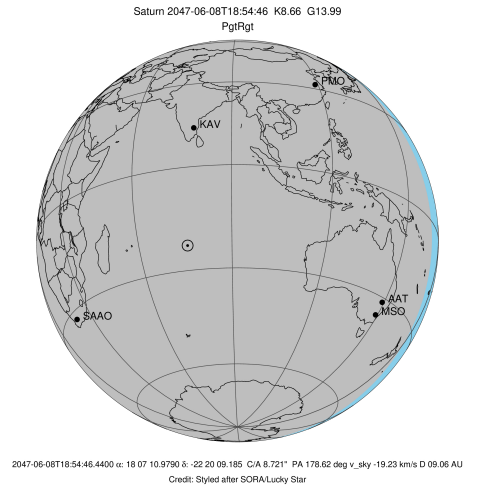 Saturn 2047-06-08T18:54:46 K8.66 G13.99
PgtRgt
PMO
KAV
AAT
MSO
SAAO
2047-06-08T18:54:46.4400 α: 18 07 10.9790 δ: -22 20 09.185 C/A 8.721" PA 178.62 deg v_sky -19.23 km/s D 09.06 AU
Credit: Styled after SORA/Lucky Star